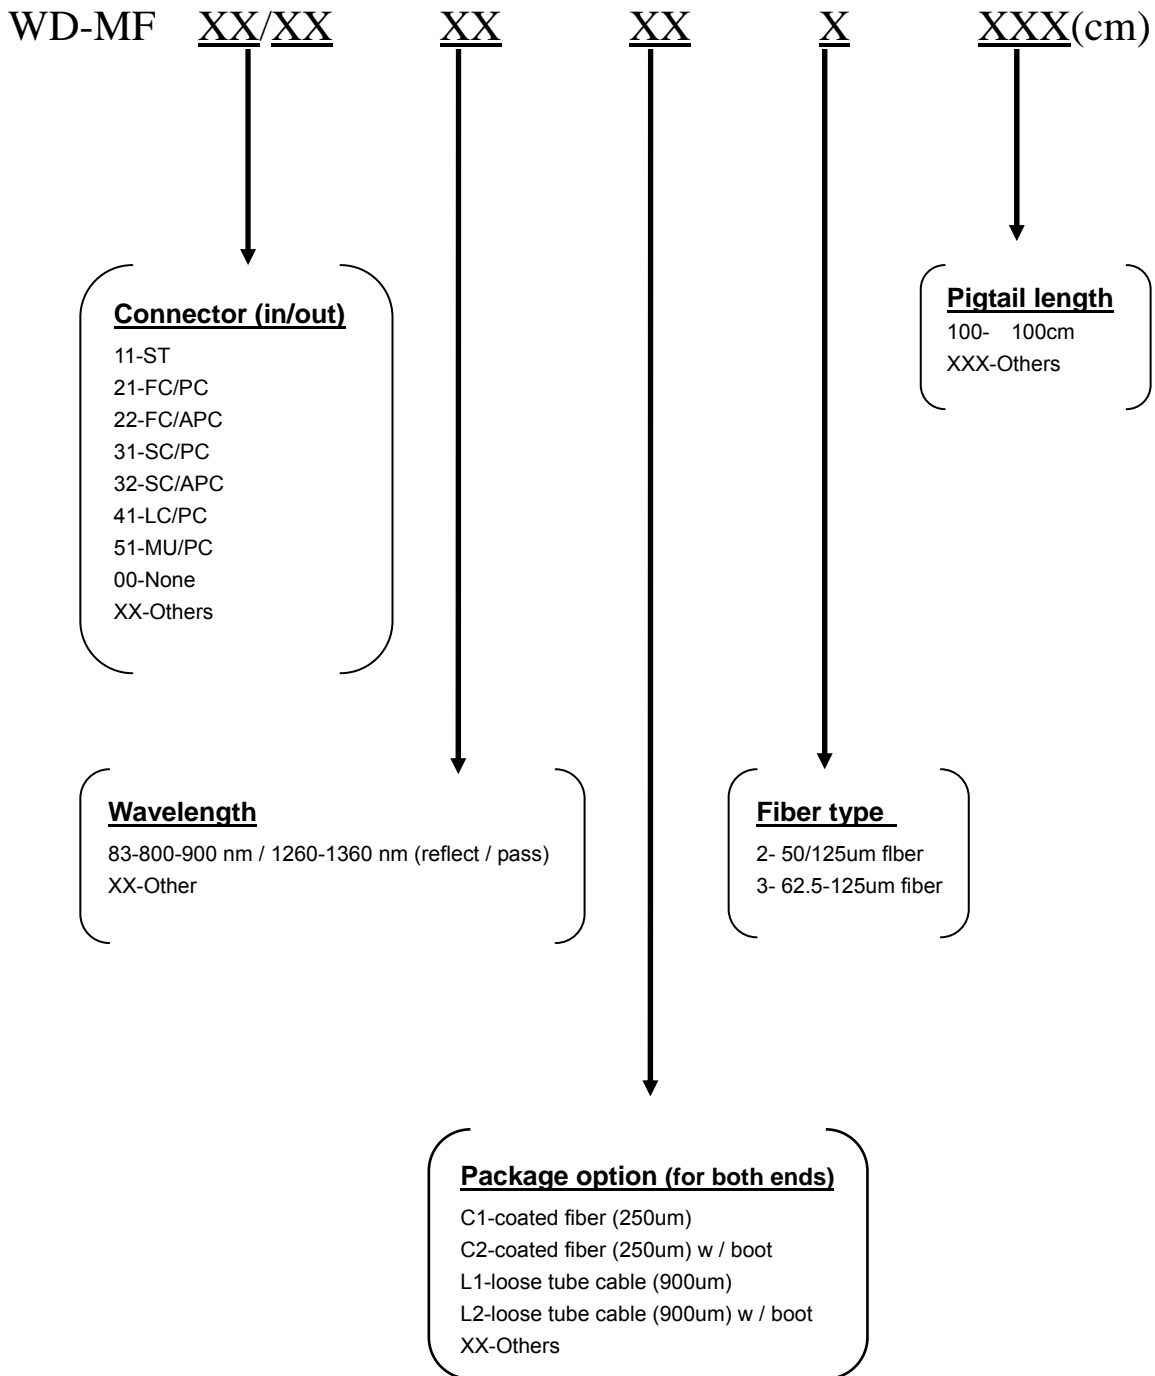 WD-MF XX/XX XX XX X XXX(cm)
Connector (in/out)
11-ST
21-FC/PC
22-FC/APC
31-SC/PC
32-SC/APC
41-LC/PC
51-MU/PC
00-None
XX-Others
Pigtail length
100- 100cm
XXX-Others
Wavelength
83-800-900 nm / 1260-1360 nm (reflect / pass)
XX-Other
Fiber type
2- 50/125um flber
3- 62.5-125um fiber
Package option (for both ends)
C1-coated fiber (250um)
C2-coated fiber (250um) w / boot
L1-loose tube cable (900um)
L2-loose tube cable (900um) w / boot
XX-Others